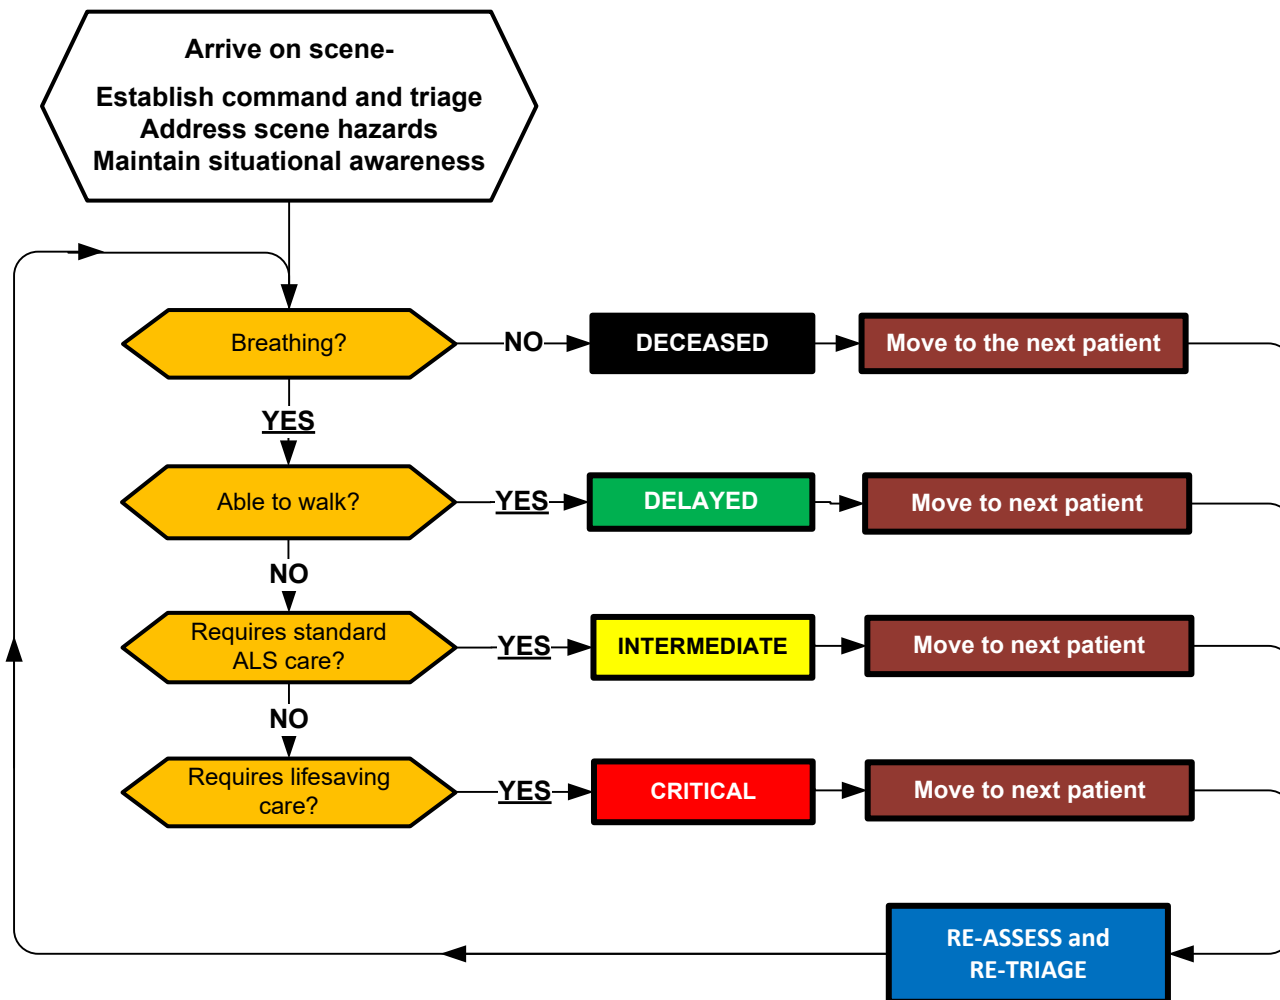 Arrive on scene-
Establish command and triage
Address scene hazards
Maintain situational awareness
Breathing?
NO
DECEASED
Move to the next patient
YES
Able to walk?
YES
DELAYED
Move to next patient
NO
Requires standard
ALS care?
YES
INTERMEDIATE
Move to next patient
NO
Requires lifesaving
care?
YES
CRITICAL
Move to next patient
RE-ASSESS and
RE-TRIAGE